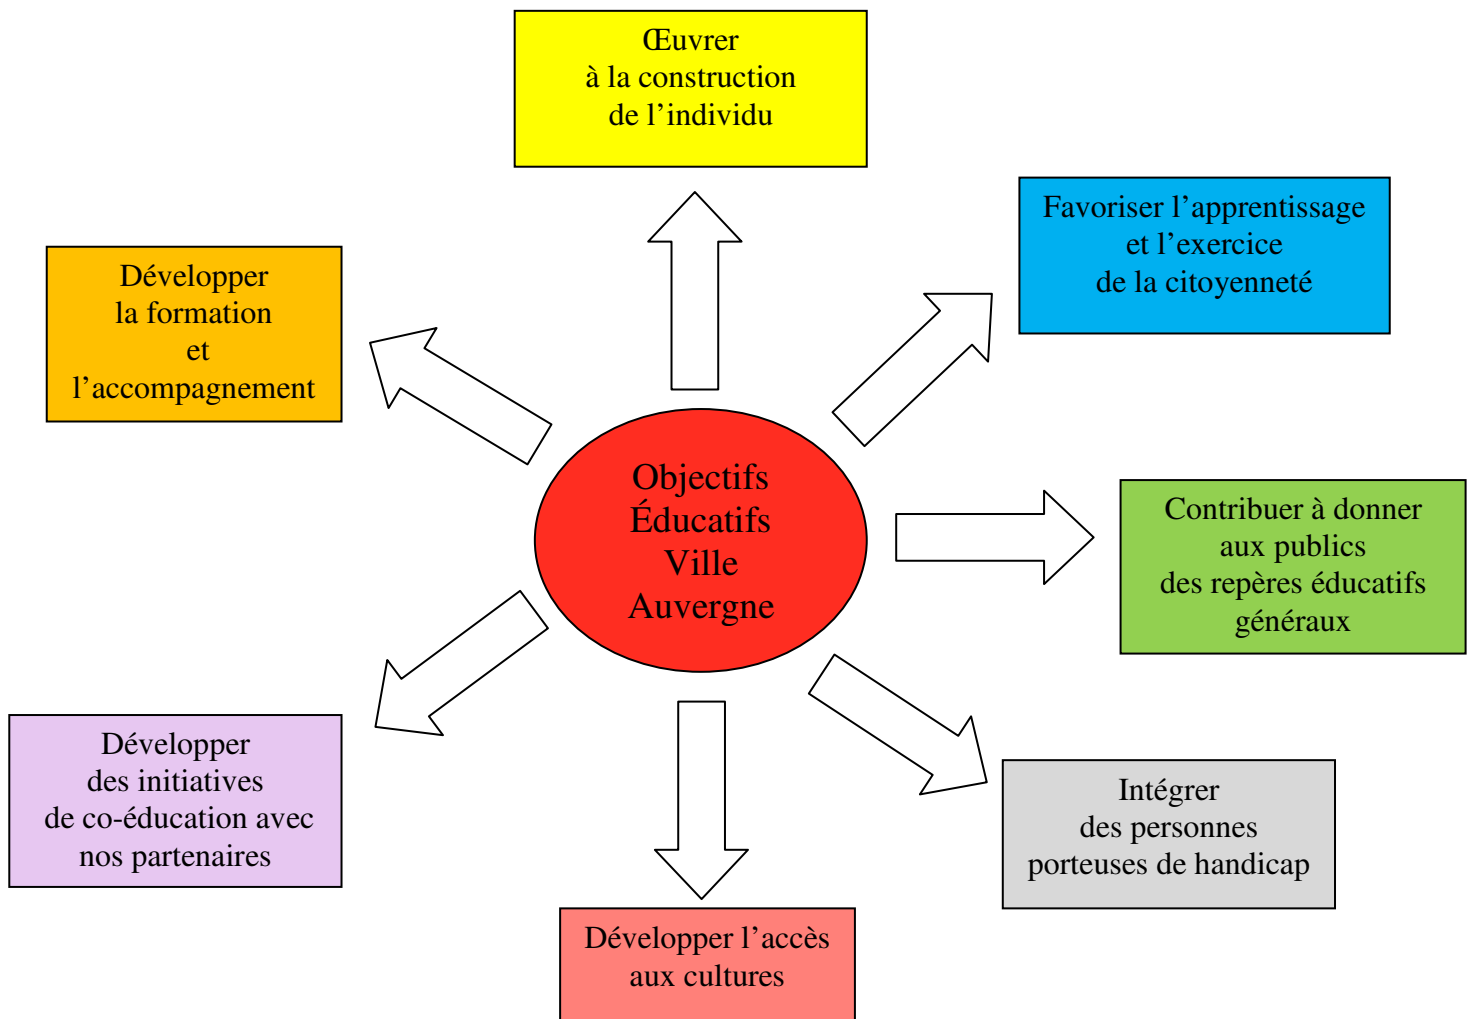 Œuvrer
à la construction
de l’individu
Favoriser l’apprentissage
et l’exercice
de la citoyenneté
Développer
la formation
et
l’accompagnement
Objectifs
Éducatifs
Ville
Auvergne
Contribuer à donner
aux publics
des repères éducatifs
généraux
Développer
des initiatives
de co-éducation avec
nos partenaires
Intégrer
des personnes
porteuses de handicap
Développer l’accès
aux cultures